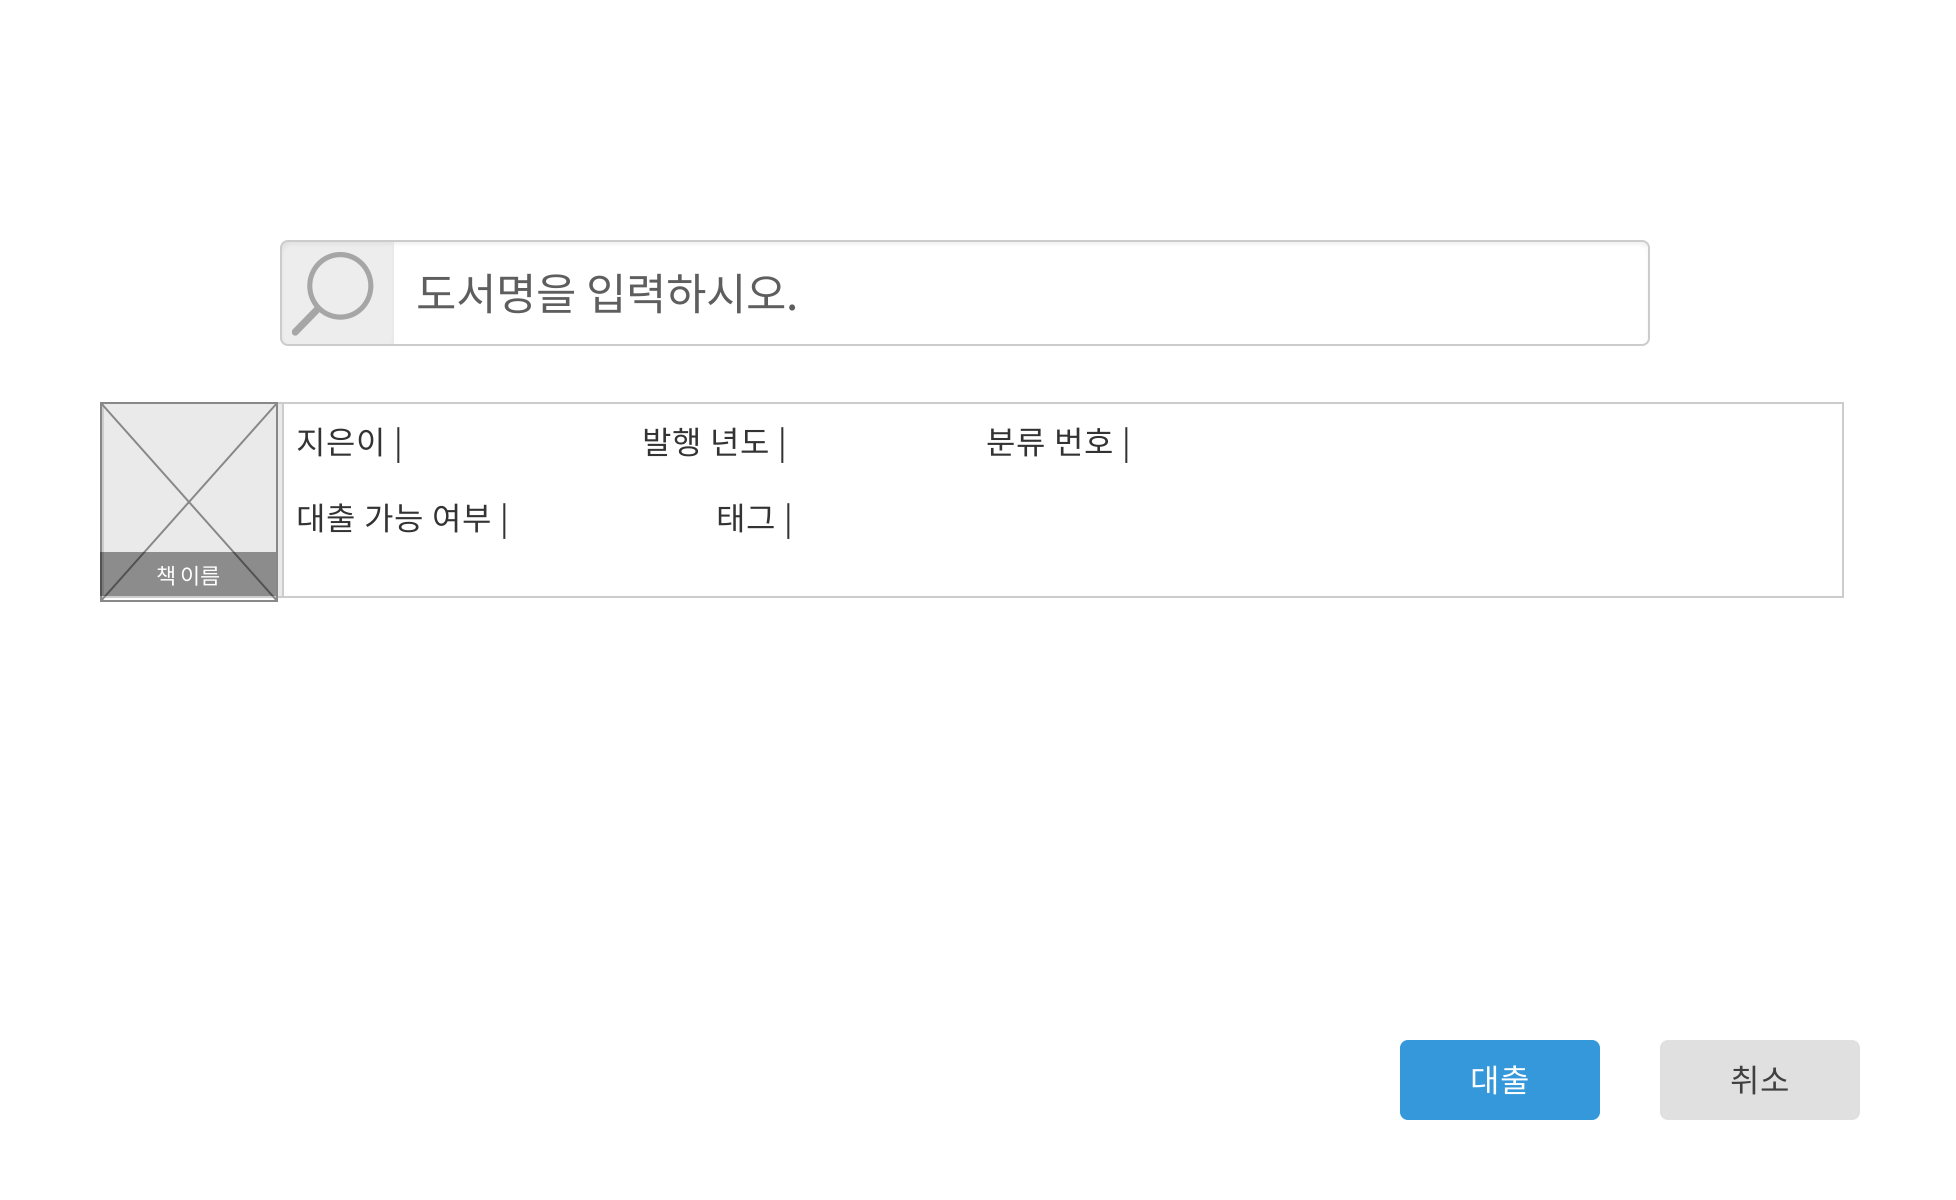 도서명을 입력하시오.
지은이 | 발행 년도 | 분류 번호 |
대출 가능 여부 | 태그 |
책 이름
대출 취소